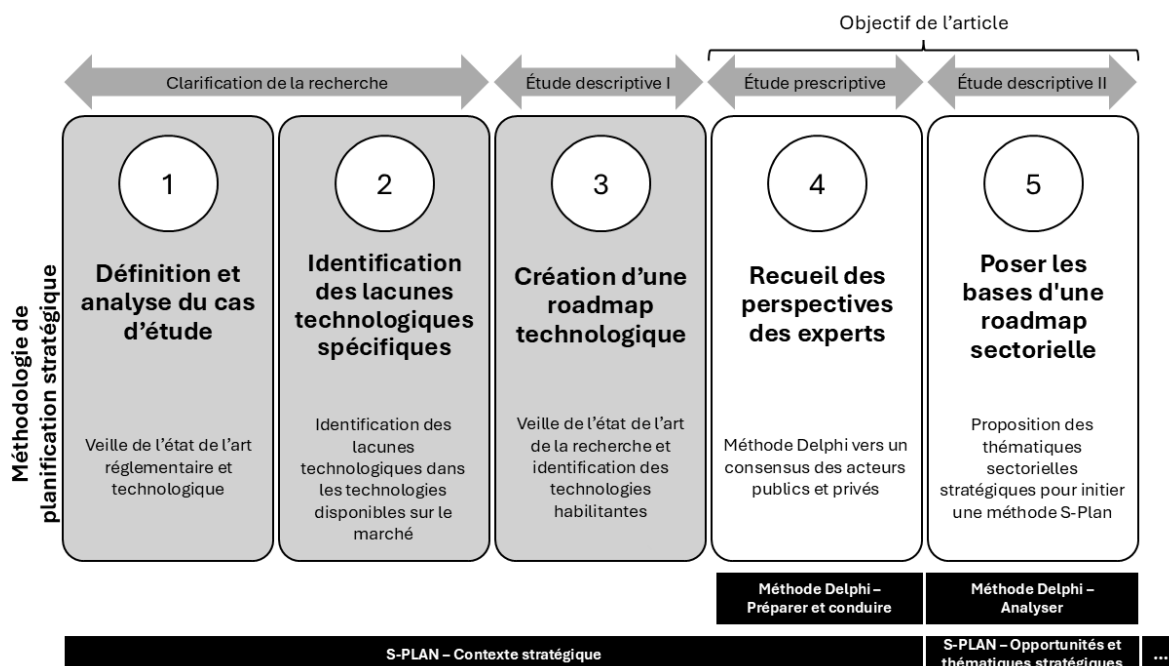 Objectif de l'article
Clarification de la recherche
Étude descriptive I
Étude prescriptive
Étude descriptive II
Méthodologie de
planification stratégique
1
Définition et
analyse du cas
d'étude
Veille de l'état de l'art
réglementaire et
technologique
2
Identification
des lacunes
technologiques
spécifiques
Identification des
lacunes
technologiques dans
les technologies
disponibles sur le
marché
3
Création d'une
roadmap
technologique
Veille de l'état de l'art
de la recherche et
identification des
technologies
habilitantes
4
Recueil des
perspectives
des experts
Méthode Delphi vers un
consensus des acteurs
publics et privés
5
Poser les
bases d'une
roadmap
sectorielle
Proposition des
thématiques
sectorielles
stratégiques pour initier
une méthode S-Plan
Méthode Delphi –
Préparer et conduire
Méthode Delphi –
Analyser
S-PLAN – Contexte stratégique
S-PLAN – Opportunités et
thématiques stratégiques
...